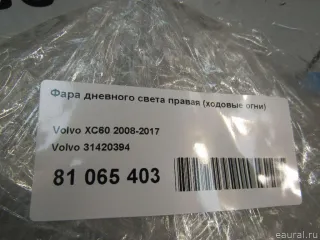 Фара дневного света правая (ходовые огни)
Volvo XC60 2008-2017
Volvo 31420394
81 065 403
eaural.ru